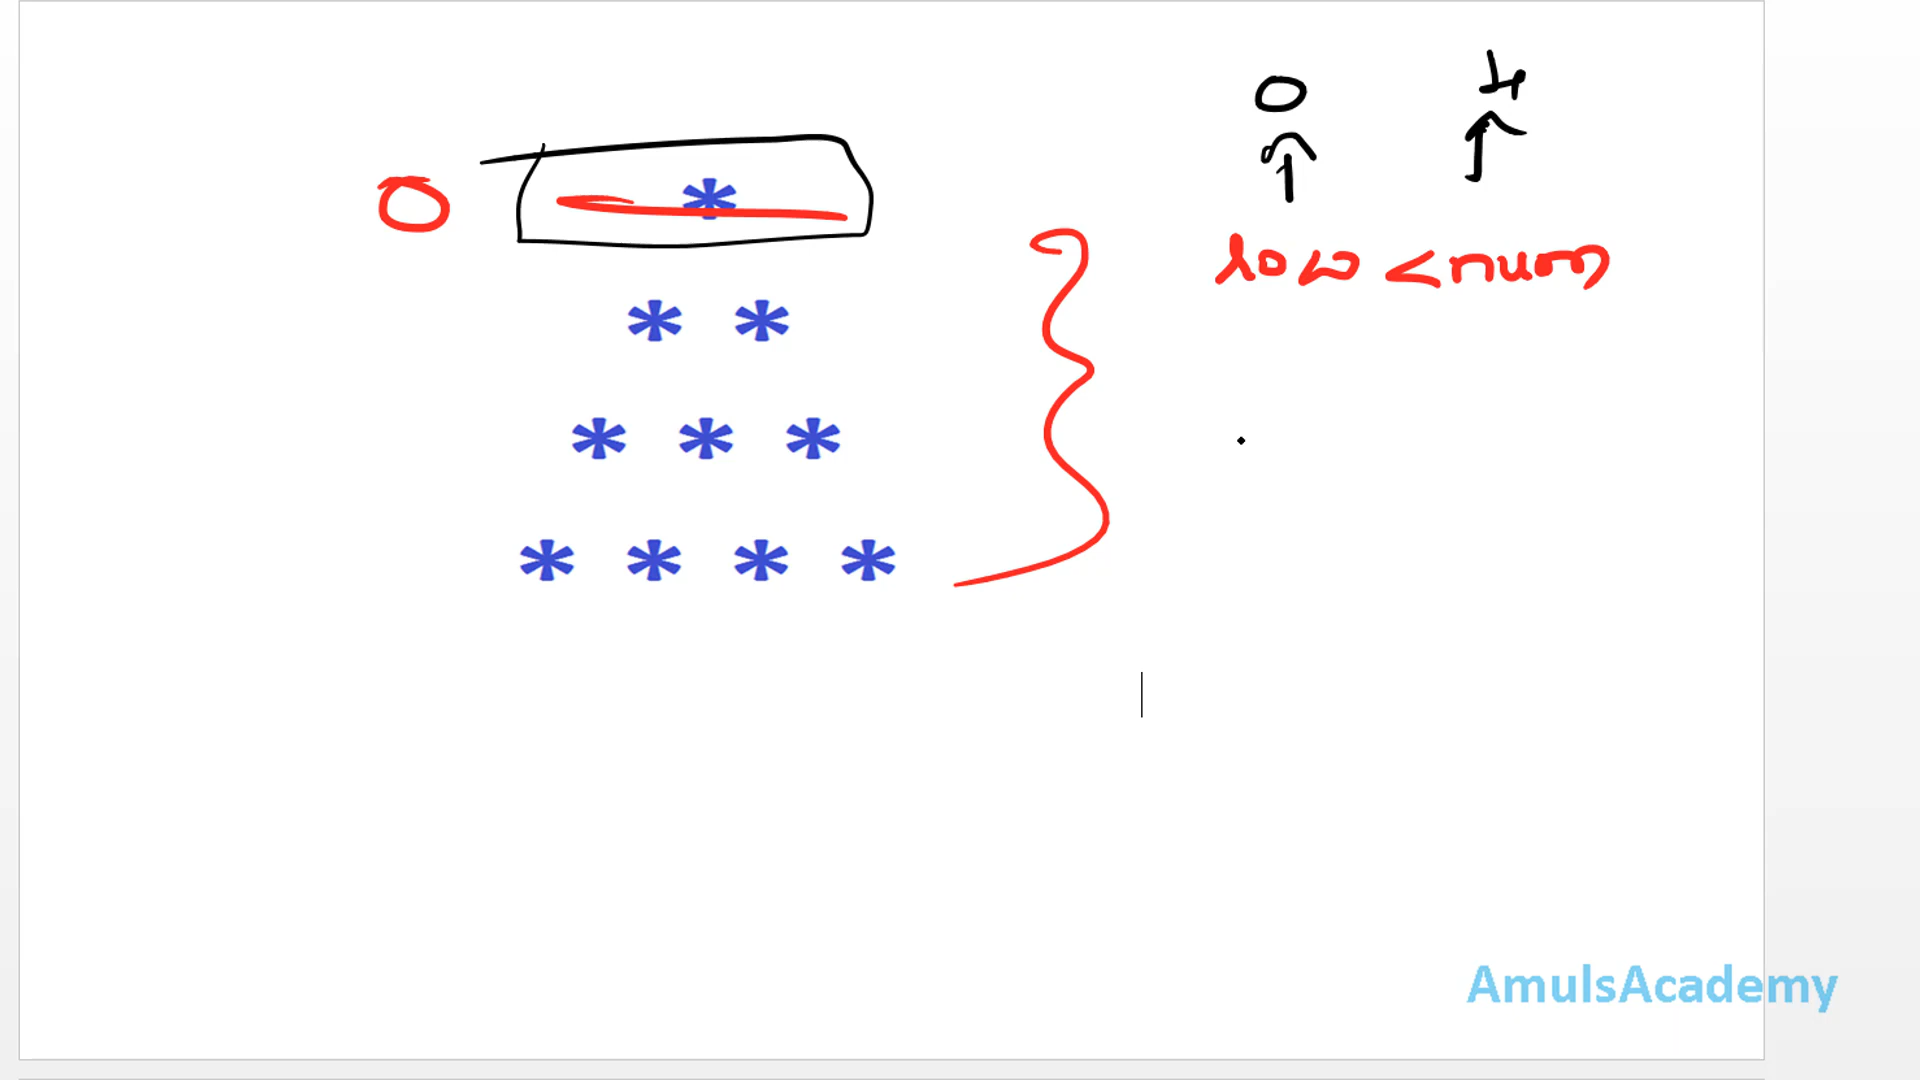 0 4
0 *
low < num
* *
* * *
* * * *
AmulsAcademy